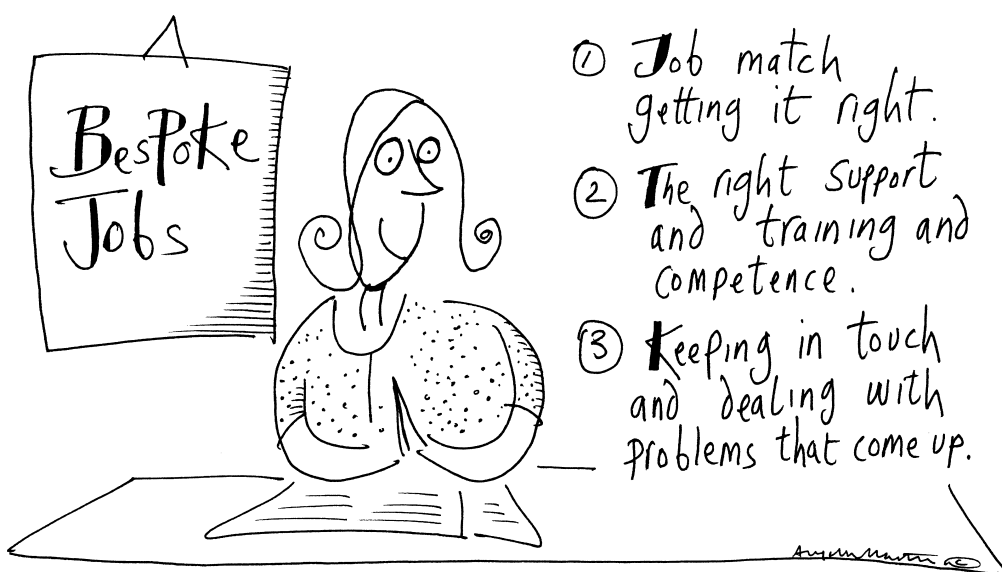 BesPoke
Jobs
1 Job match
getting it right.
2 The right support
and training and
competence.
3 Keeping in touch
and dealing with
problems that come up.